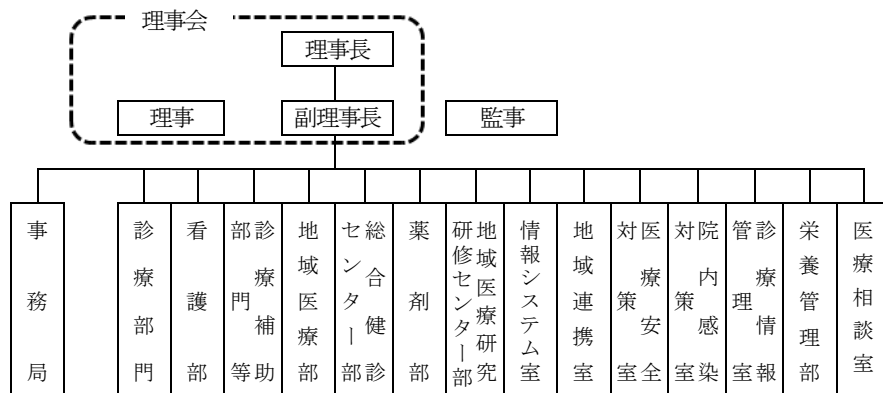 理事会
理事長
理事
副理事長
監事
事務局
診療部門
看護部
診療補助
部門等
地域医療部
総合健診
センター部
薬剤部
地域医療研究
研修センター部
情報システム室
地域連携室
医療安全
対策室
院内感染
対策室
診療情報
管理室
栄養管理部
医療相談室